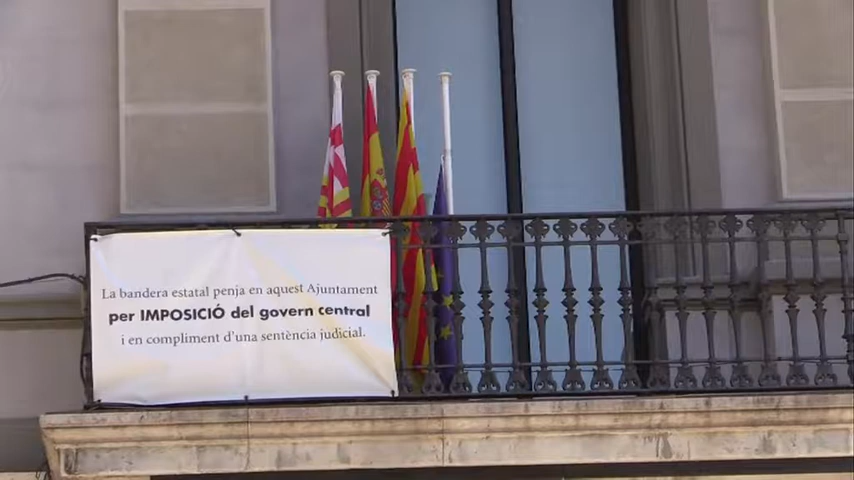 La bandera estatal penja en aquest Ajuntament
per IMPOSICIÓ del govern central
i en compliment d'una sentència judicial.